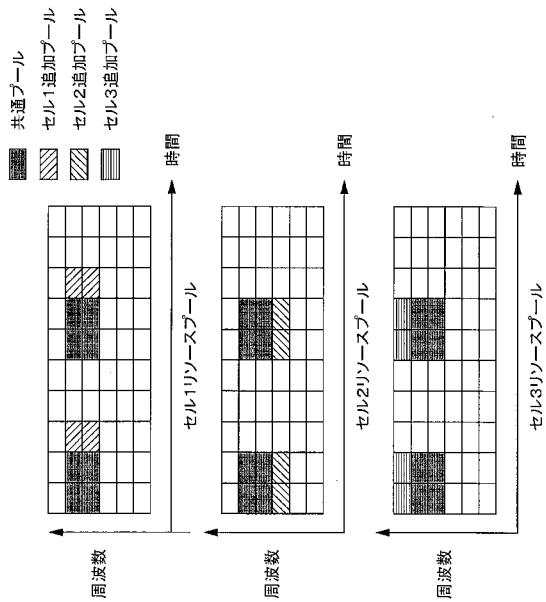 共通プール
セル1追加プール
セル2追加プール
セル3追加プール
周波数
時間
セル1リソースプール
周波数
時間
セル2リソースプール
周波数
時間
セル3リソースプール